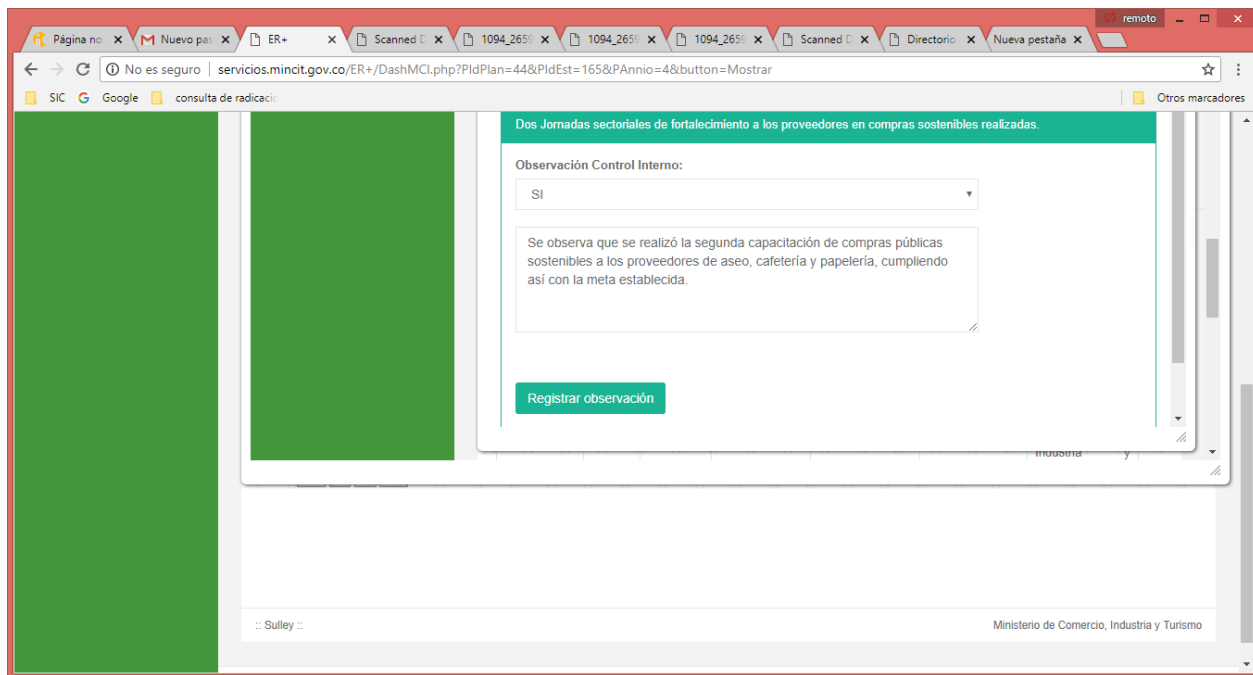 remoto
Página no
Nuevo pas
ER+
Scanned D
1094_2659
1094_2659
1094_2659
Scanned D
Directorio
Nueva pestaña
No es seguro | servicios.mincit.gov.co/ER+/DashMCI.php?PIdPlan=44&PIdEst=165&PAnnio=4&button=Mostrar
SIC
Google
consulta de radicacio
Otros marcadores
Dos Jornadas sectoriales de fortalecimiento a los proveedores en compras sostenibles realizadas.
Observación Control Interno:
SI
Se observa que se realizó la segunda capacitación de compras públicas
sostenibles a los proveedores de aseo, cafetería y papelería, cumpliendo
así con la meta establecida.
Registrar observación
Industria y
:: Sulley ::
Ministerio de Comercio, Industria y Turismo